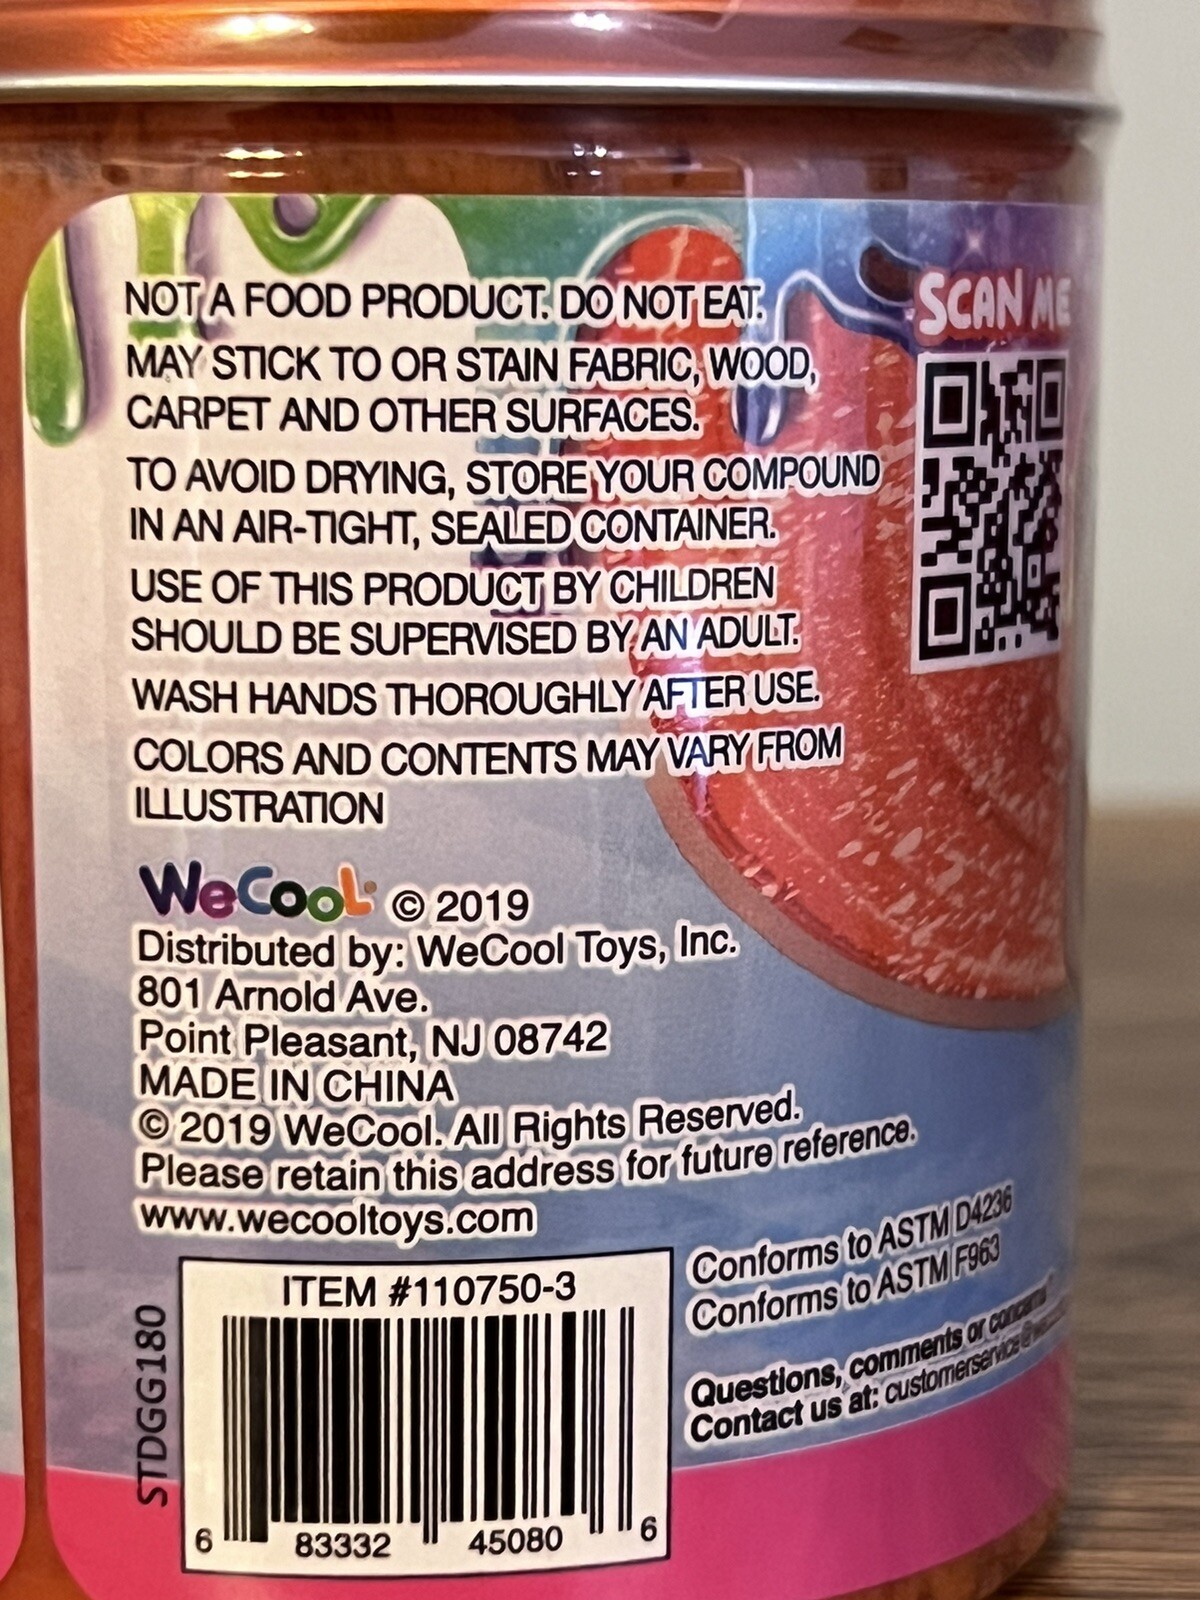 NOT A FOOD PRODUCT. DO NOT EAT.
MAY STICK TO OR STAIN FABRIC, WOOD,
CARPET AND OTHER SURFACES.
TO AVOID DRYING, STORE YOUR COMPOUND
IN AN AIR-TIGHT, SEALED CONTAINER.
USE OF THIS PRODUCT BY CHILDREN
SHOULD BE SUPERVISED BY AN ADULT.
WASH HANDS THOROUGHLY AFTER USE.
COLORS AND CONTENTS MAY VARY FROM
ILLUSTRATION
SCAN ME
WeCool © 2019
Distributed by: WeCool Toys, Inc.
801 Arnold Ave.
Point Pleasant, NJ 08742
MADE IN CHINA
© 2019 WeCool. All Rights Reserved.
Please retain this address for future reference.
www.wecooltoys.com
Conforms to ASTM D4236
Conforms to ASTM F963
Questions, comments or concerns
Contact us at:
STDGG180
ITEM #110750-3
6 83332 45080 6